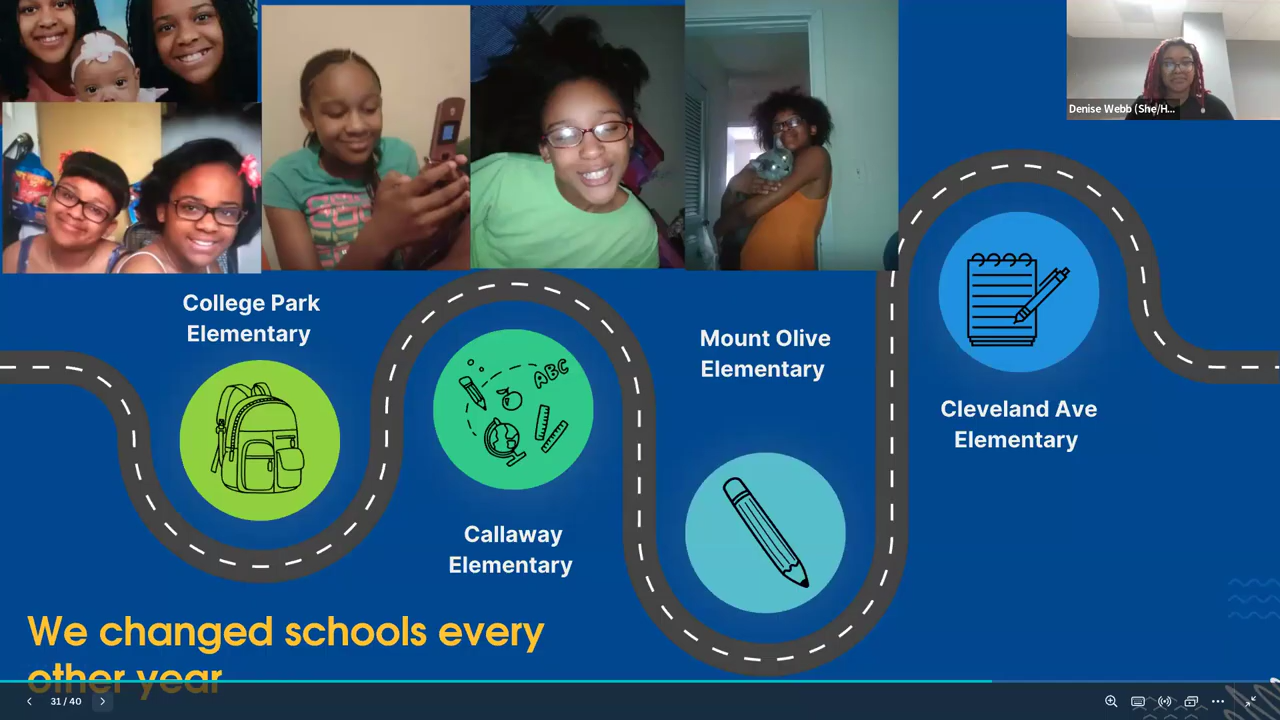 Denise Webb (She/H...
College Park
Elementary
ABC
Mount Olive
Elementary
Cleveland Ave
Elementary
Callaway
Elementary
We changed schools every
other year
31 / 40